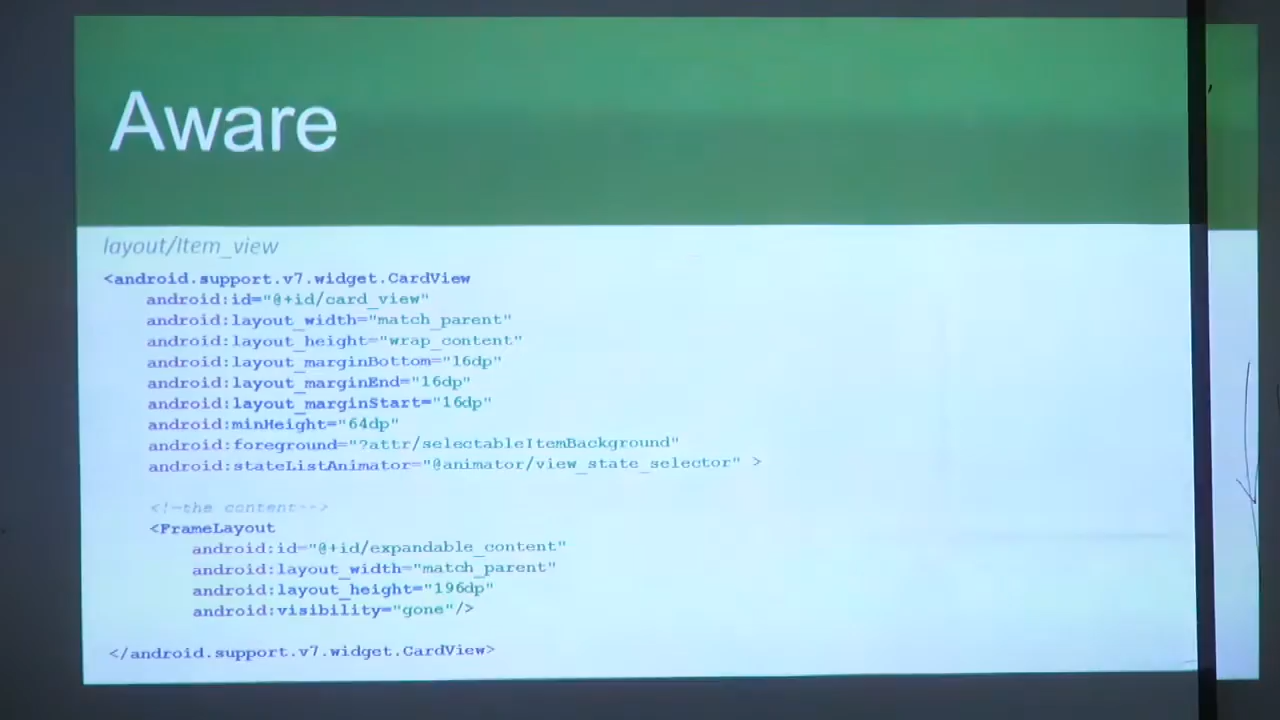 Aware
layout/Item_view
<android.support.v7.widget.CardView
android:id="@+id/card_view"
android:layout_width="match_parent"
android:layout_height="wrap_content"
android:layout_marginBottom="16dp"
android:layout_marginEnd="16dp"
android:layout_marginStart="16dp"
android:minHeight="64dp"
android:foreground="?attr/selectableItemBackground"
android:stateListAnimator="@animator/view_state_selector" >
<!—the content-->
<FrameLayout
android:id="@+id/expandable_content"
android:layout_width="match_parent"
android:layout_height="196dp"
android:visibility="gone"/>
</android.support.v7.widget.CardView>